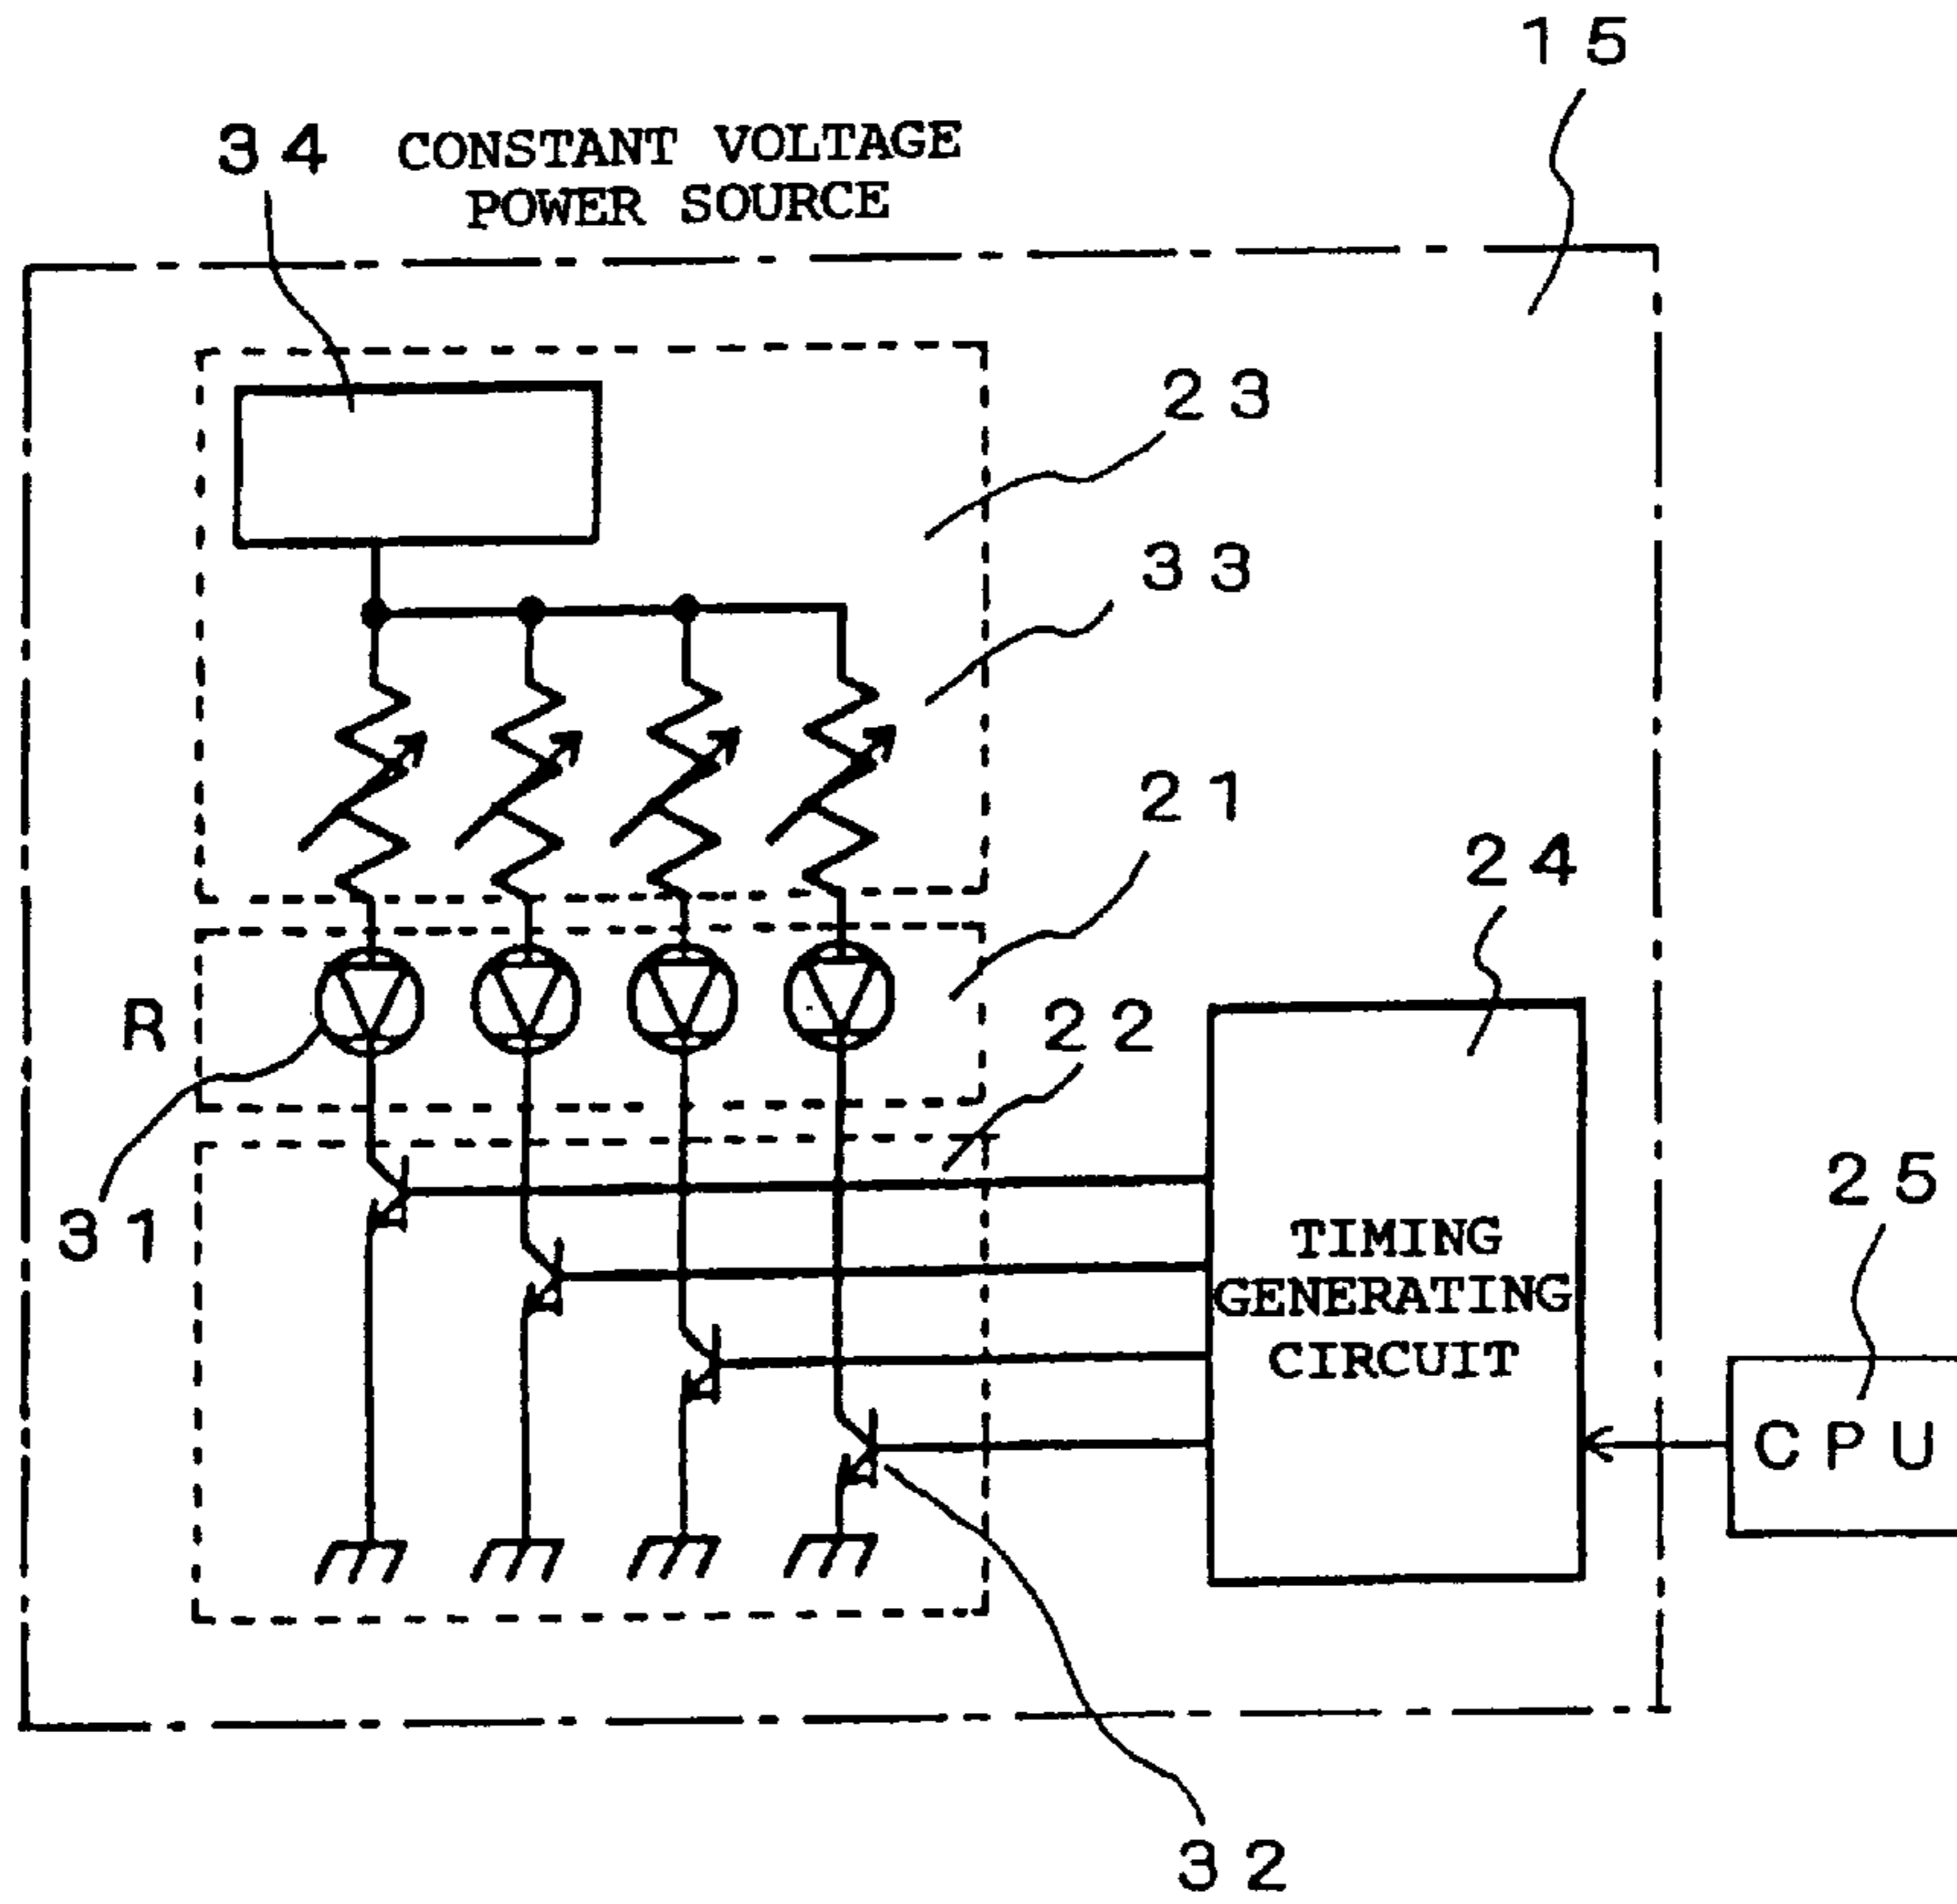 15
34 CONSTANT VOLTAGE
POWER SOURCE
23
33
21
24
R
22
31
25
TIMING
GENERATING
CIRCUIT
CPU
32